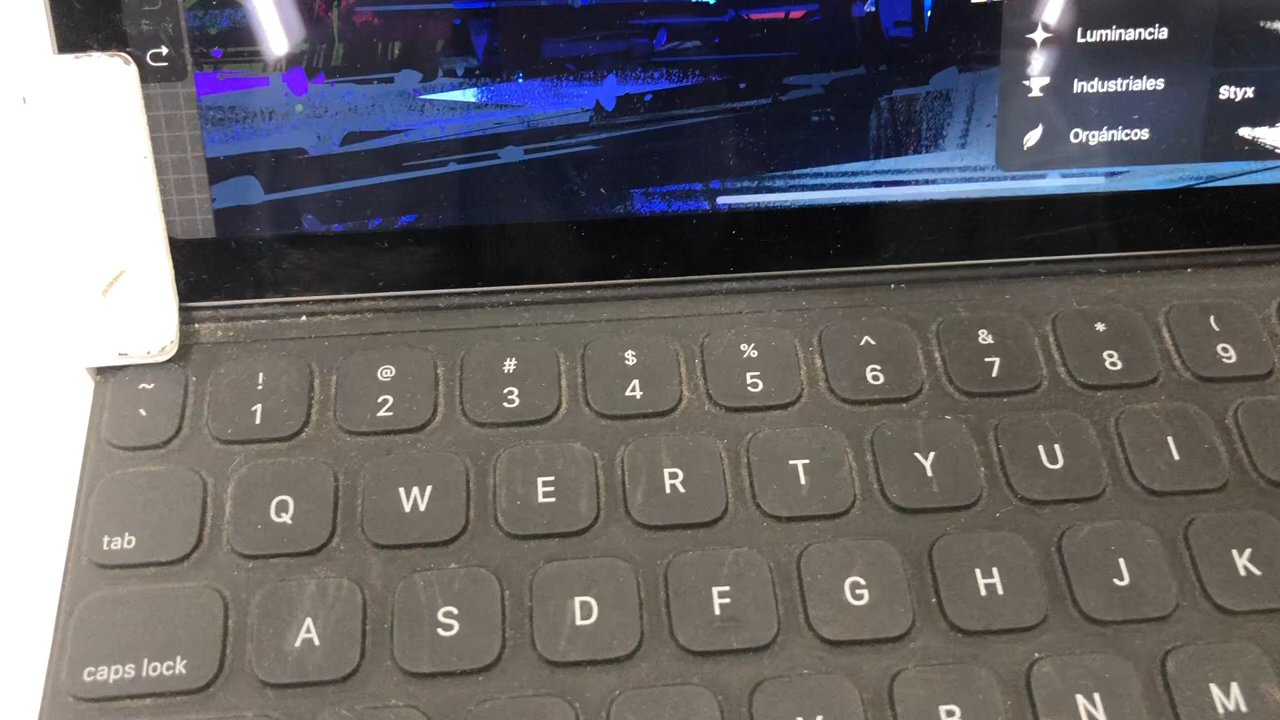 Luminancia
Industriales
Styx
Orgánicos
~ ! @ # $ % ^ & * (
` 1 2 3 4 5 6 7 8 9
tab Q W E R T Y U I
caps lock A S D F G H J K
B N M